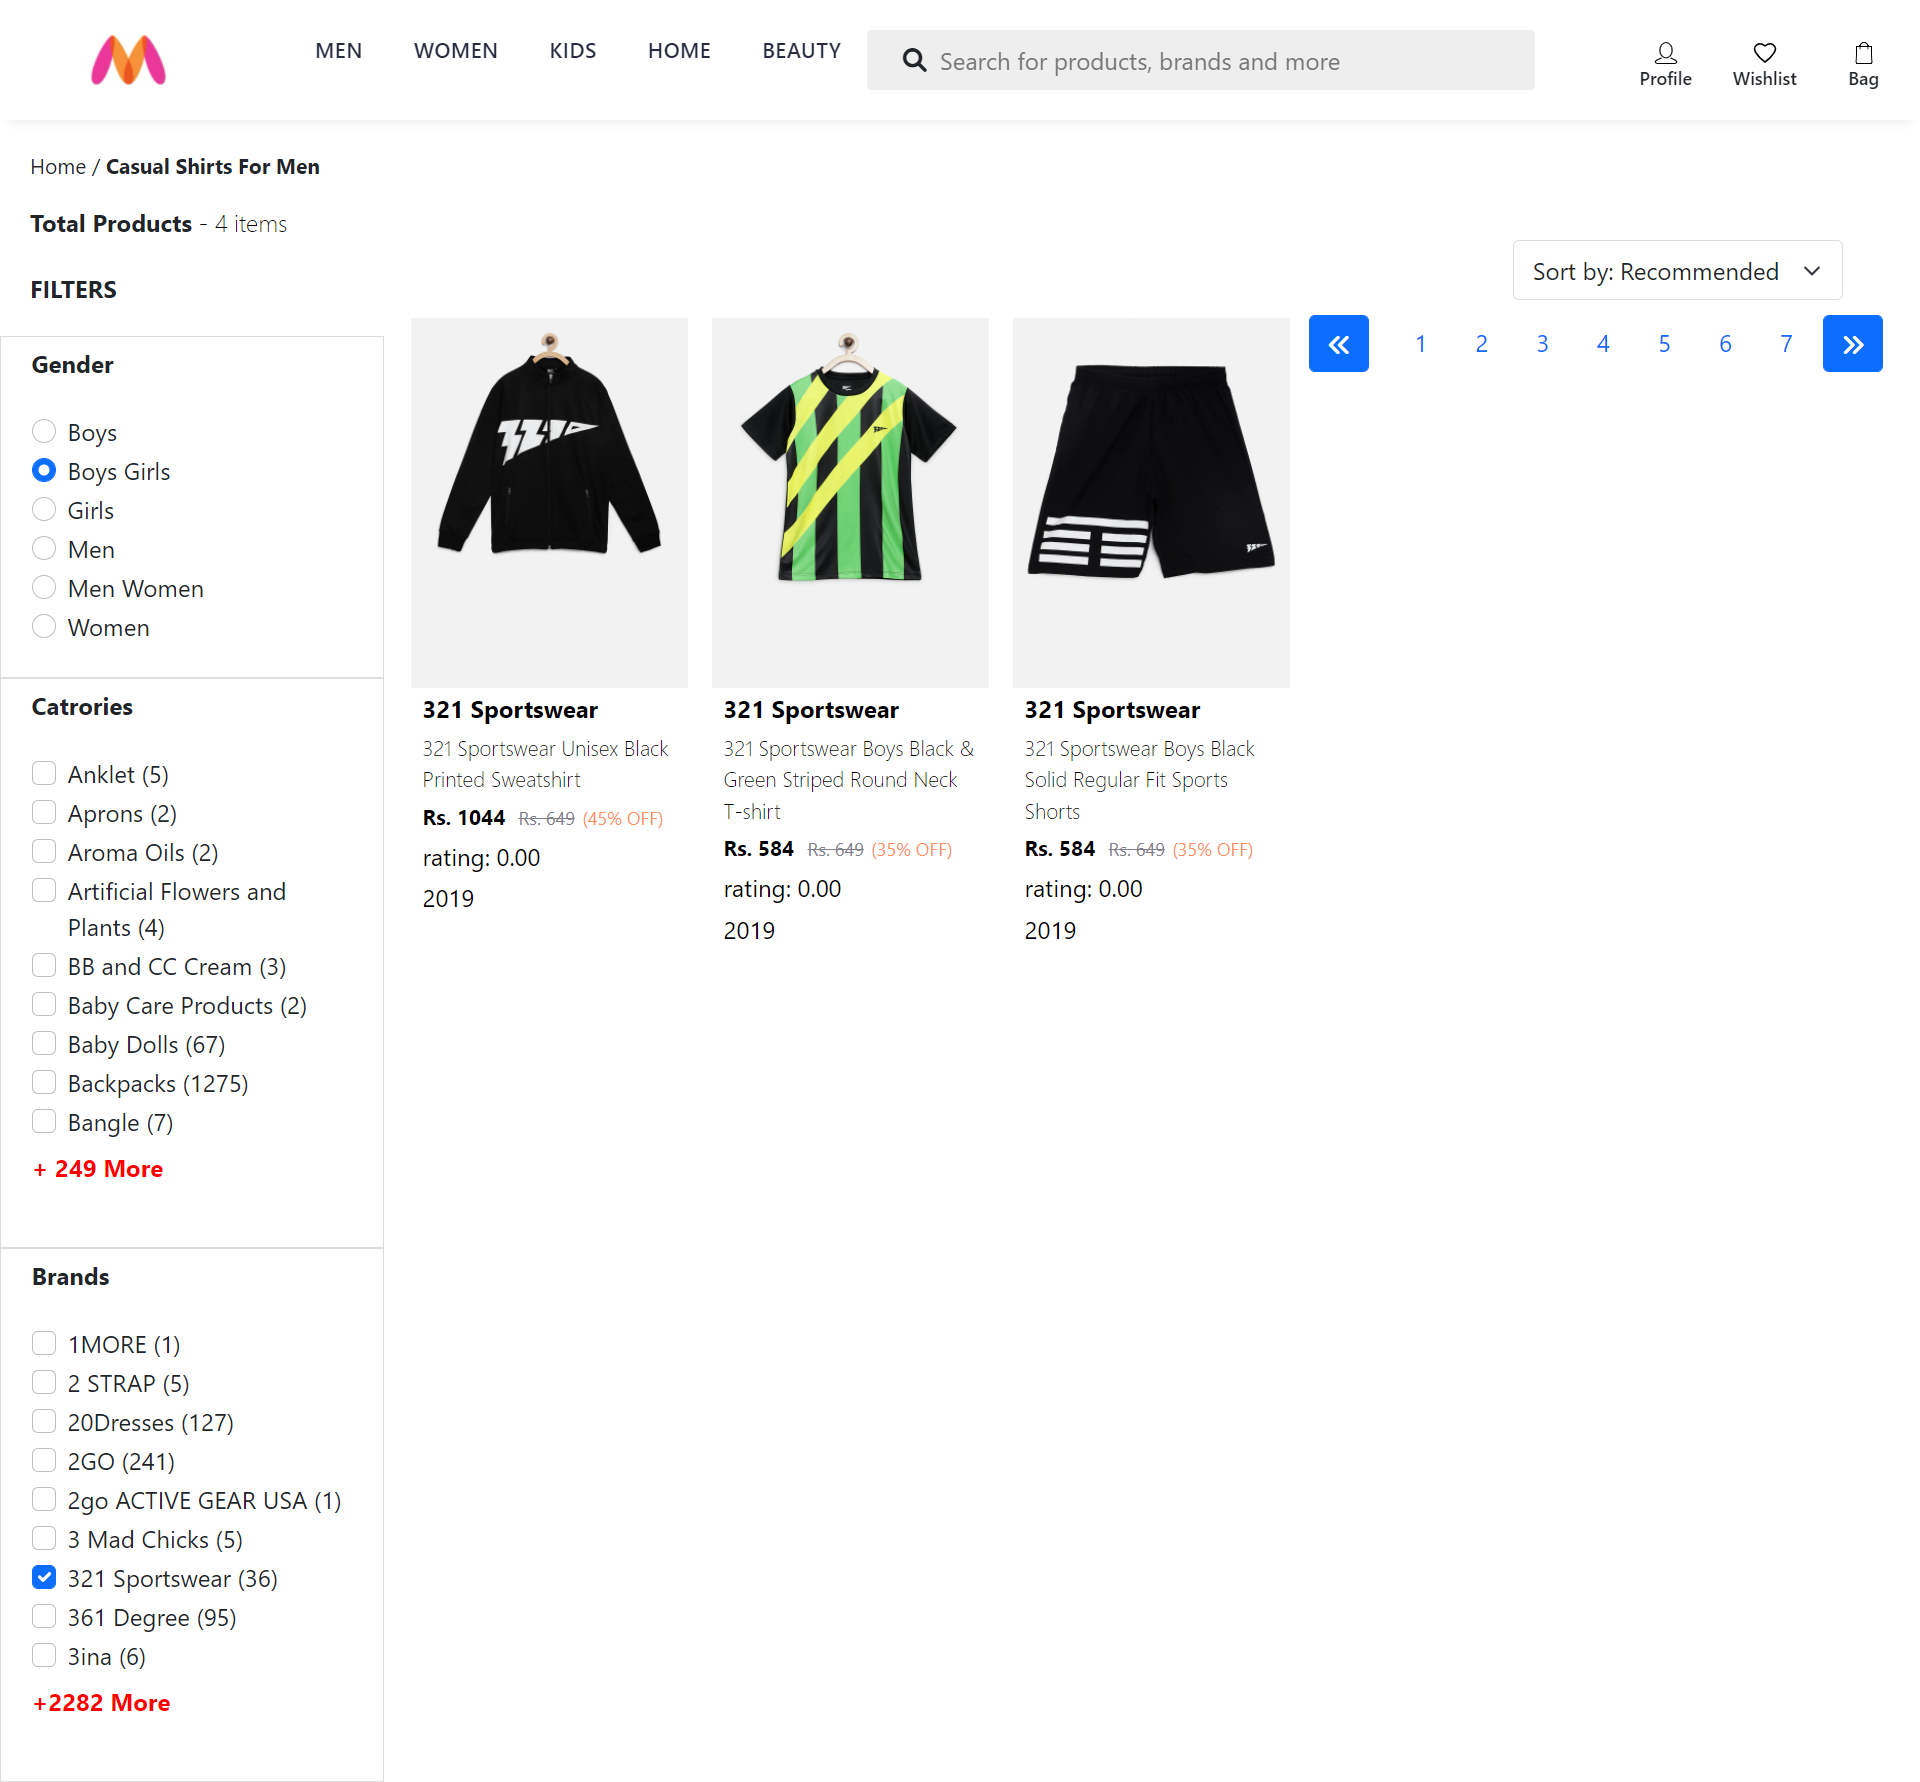 MEN WOMEN KIDS HOME BEAUTY Search for products, brands and more Profile Wishlist Bag
Home / Casual Shirts For Men
Total Products - 4 items
Sort by: Recommended
FILTERS
Gender
Boys
Boys Girls
Girls
Men
Men Women
Women
Catrories
Anklet (5)
Aprons (2)
Aroma Oils (2)
Artificial Flowers and
Plants (4)
BB and CC Cream (3)
Baby Care Products (2)
Baby Dolls (67)
Backpacks (1275)
Bangle (7)
+ 249 More
Brands
1MORE (1)
2 STRAP (5)
20Dresses (127)
2GO (241)
2go ACTIVE GEAR USA (1)
3 Mad Chicks (5)
321 Sportswear (36)
361 Degree (95)
3ina (6)
+2282 More
321 Sportswear
321 Sportswear Unisex Black
Printed Sweatshirt
Rs. 1044 Rs. 649 (45% OFF)
rating: 0.00
2019
321 Sportswear
321 Sportswear Boys Black &
Green Striped Round Neck
T-shirt
Rs. 584 Rs. 649 (35% OFF)
rating: 0.00
2019
321 Sportswear
321 Sportswear Boys Black
Solid Regular Fit Sports
Shorts
Rs. 584 Rs. 649 (35% OFF)
rating: 0.00
2019
« 1 2 3 4 5 6 7 »